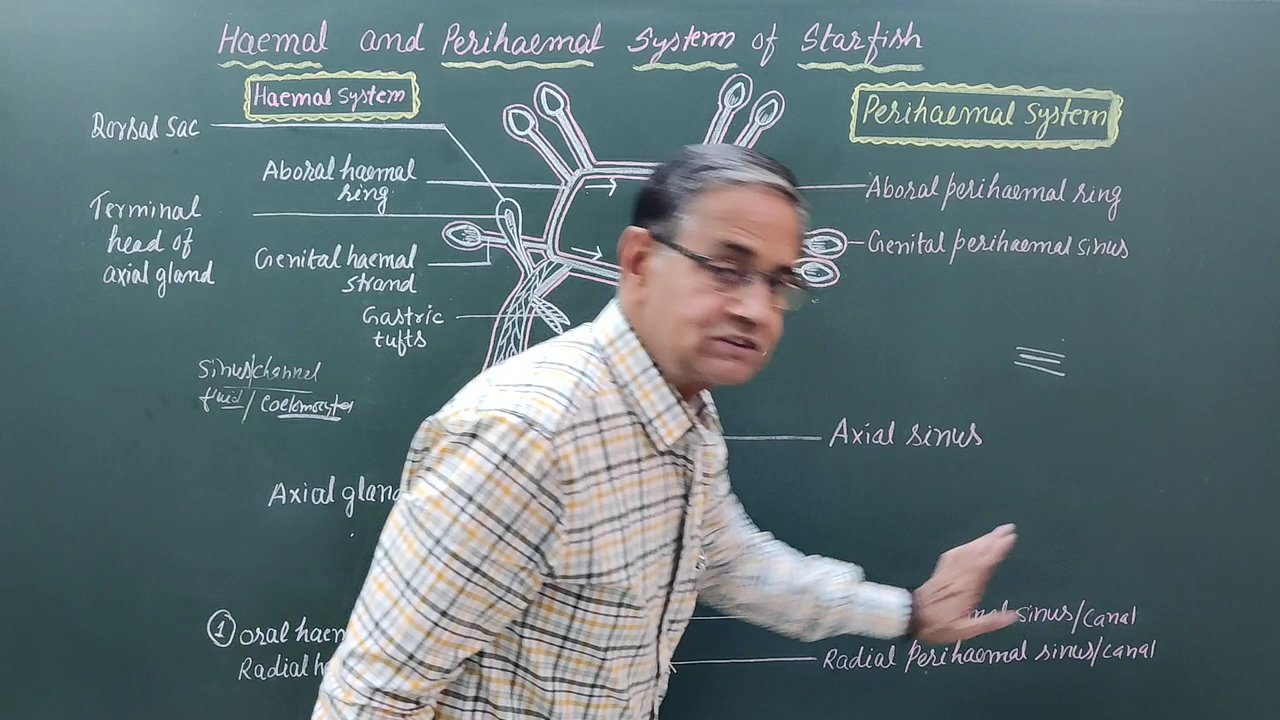 Haemal and Perihaemal System of Starfish
Haemal System
Dorsal sac
Aboral haemal
ring
Terminal
head of
axial gland
Genital haemal
strand
Gastric
tufts
Sinus/channel
fluid/coelomocytes
Axial gland
① oral haem
Radial h
Perihaemal System
Aboral perihaemal ring
Genital perihaemal sinus
Axial sinus
sinus/canal
Radial Perihaemal sinus/canal